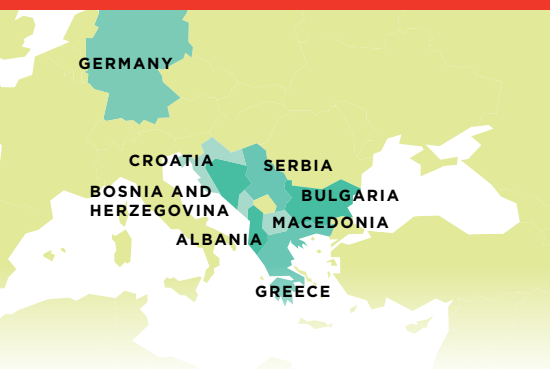 GERMANY
CROATIA
SERBIA
BOSNIA AND
HERZEGOVINA
BULGARIA
MACEDONIA
ALBANIA
GREECE